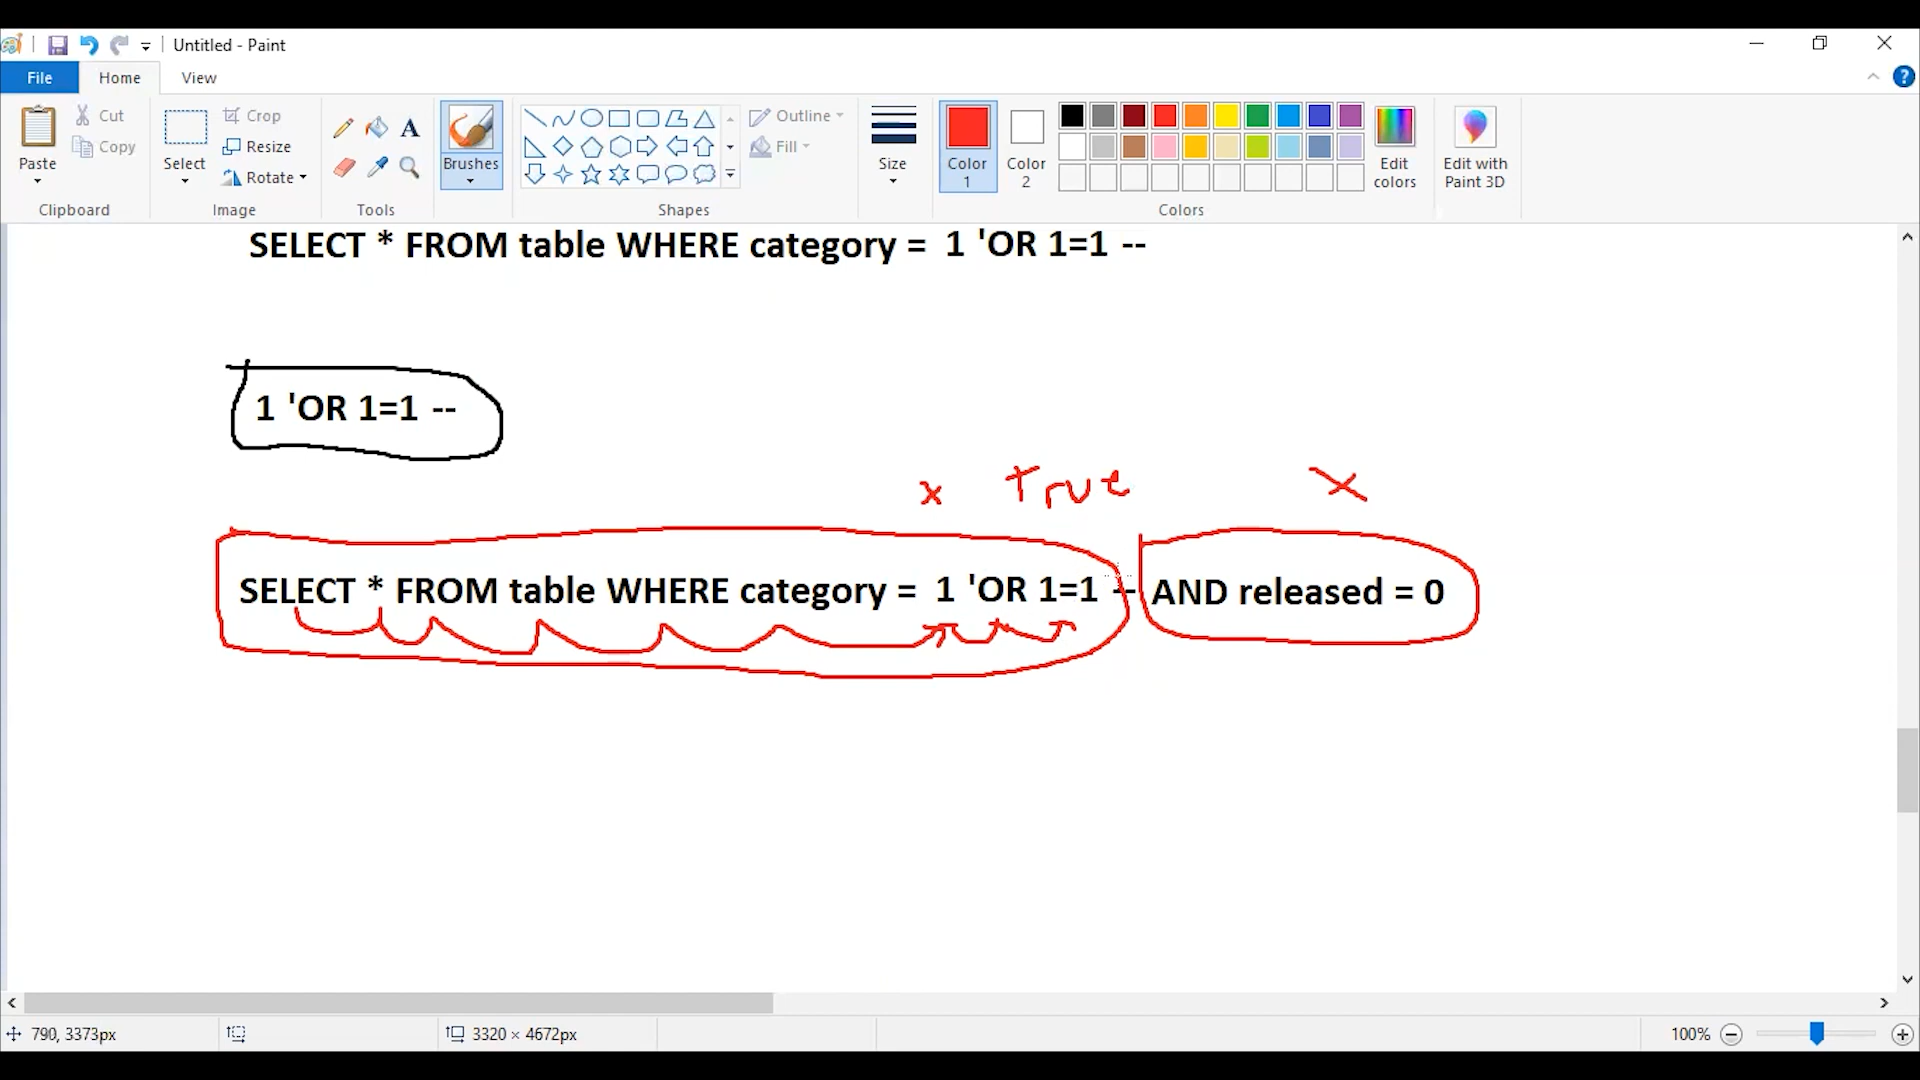 Untitled - Paint
File Home View
Paste
Cut
Copy
Clipboard
Select
Crop
Resize
Rotate
Image
A
Tools
Brushes
Outline
Fill
Shapes
Size
Color 1
Color 2
Edit colors
Colors
Edit with Paint 3D
?
SELECT * FROM table WHERE category = 1 'OR 1=1 --
1 'OR 1=1 --
x True x
SELECT * FROM table WHERE category = 1 'OR 1=1 -- AND released = 0
790, 3373px 3320 × 4672px 100%